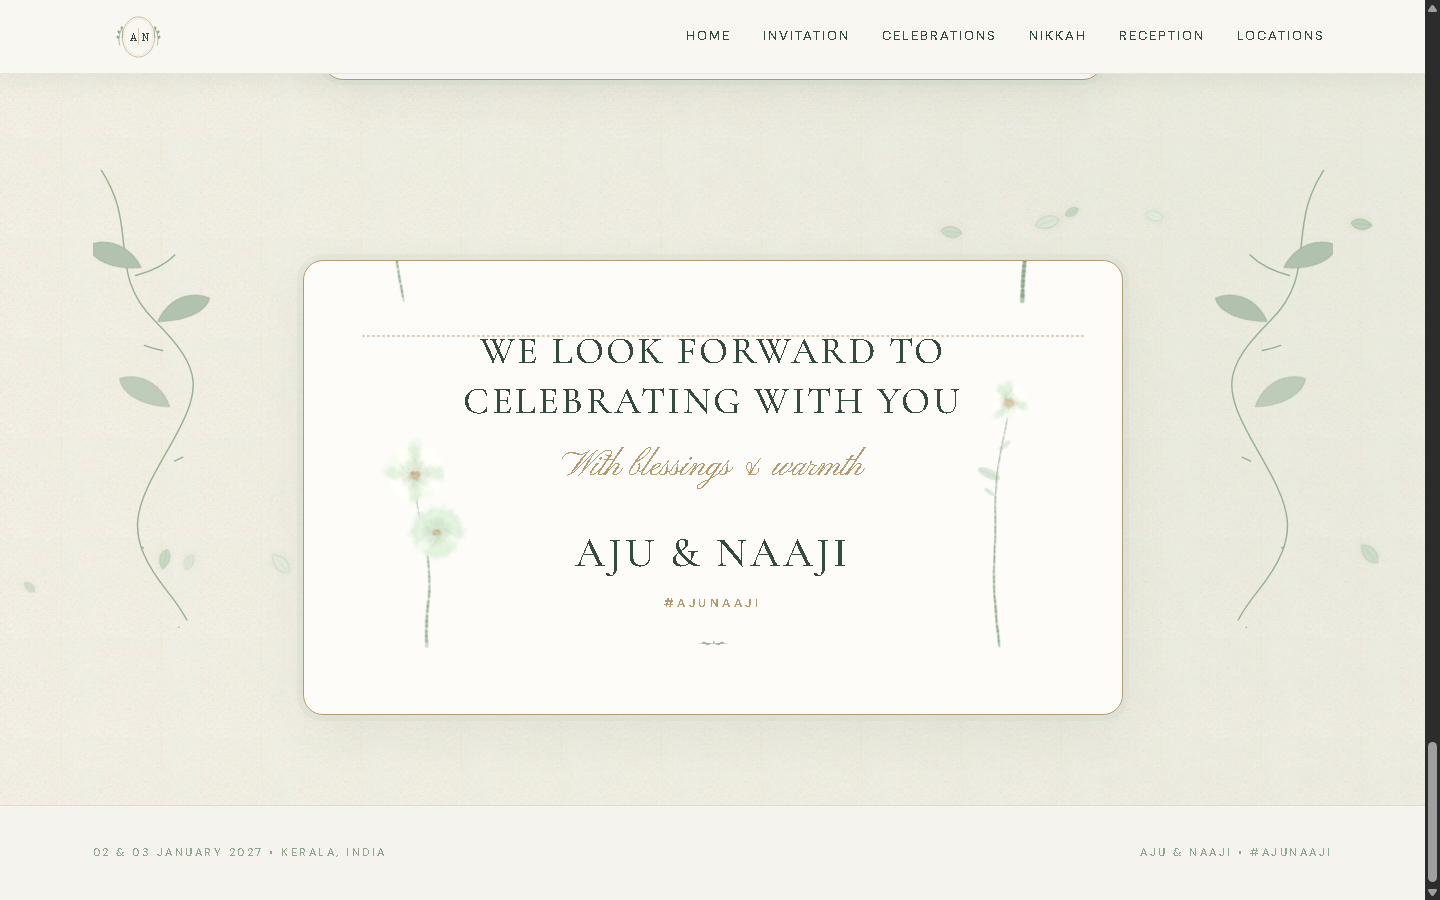 A N
HOME INVITATION CELEBRATIONS NIKKAH RECEPTION LOCATIONS
WE LOOK FORWARD TO
CELEBRATING WITH YOU
With blessings & warmth
AJU & NAAJI
#AJUNAAJI
02 & 03 JANUARY 2027 • KERALA, INDIA
AJU & NAAJI • #AJUNAAJI